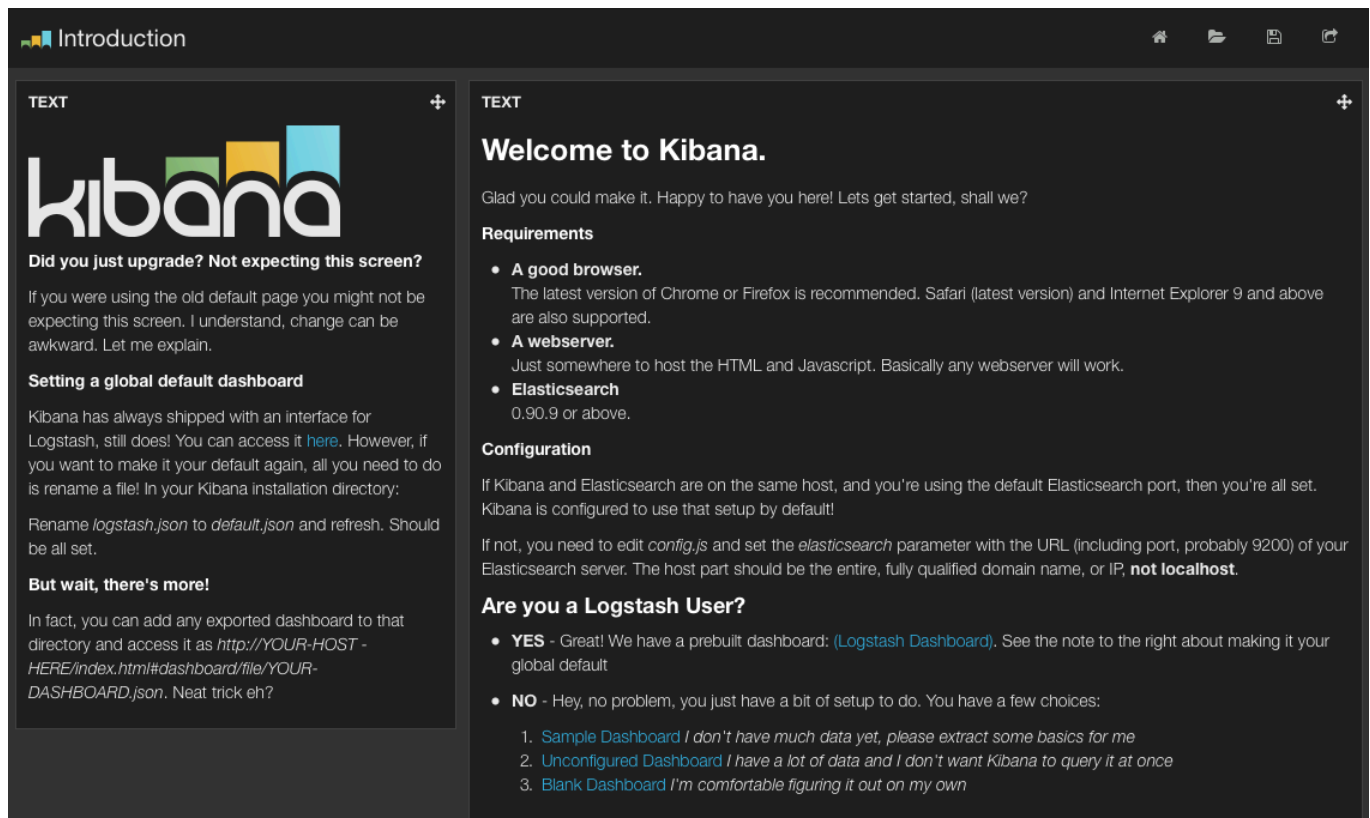 Introduction
TEXT
kibana
Did you just upgrade? Not expecting this screen?
If you were using the old default page you might not be
expecting this screen. I understand, change can be
awkward. Let me explain.
Setting a global default dashboard
Kibana has always shipped with an interface for
Logstash, still does! You can access it here. However, if
you want to make it your default again, all you need to do
is rename a file! In your Kibana installation directory:
Rename logstash.json to default.json and refresh. Should
be all set.
But wait, there's more!
In fact, you can add any exported dashboard to that
directory and access it as http://YOUR-HOST -
HERE/index.html#dashboard/file/YOUR-
DASHBOARD.json. Neat trick eh?
TEXT
Welcome to Kibana.
Glad you could make it. Happy to have you here! Lets get started, shall we?
Requirements
• A good browser.
The latest version of Chrome or Firefox is recommended. Safari (latest version) and Internet Explorer 9 and above
are also supported.
• A webserver.
Just somewhere to host the HTML and Javascript. Basically any webserver will work.
• Elasticsearch
0.90.9 or above.
Configuration
If Kibana and Elasticsearch are on the same host, and you're using the default Elasticsearch port, then you're all set.
Kibana is configured to use that setup by default!
If not, you need to edit config.js and set the elasticsearch parameter with the URL (including port, probably 9200) of your
Elasticsearch server. The host part should be the entire, fully qualified domain name, or IP, not localhost.
Are you a Logstash User?
• YES - Great! We have a prebuilt dashboard: (Logstash Dashboard). See the note to the right about making it your
global default
• NO - Hey, no problem, you just have a bit of setup to do. You have a few choices:
1. Sample Dashboard I don't have much data yet, please extract some basics for me
2. Unconfigured Dashboard I have a lot of data and I don't want Kibana to query it at once
3. Blank Dashboard I'm comfortable figuring it out on my own